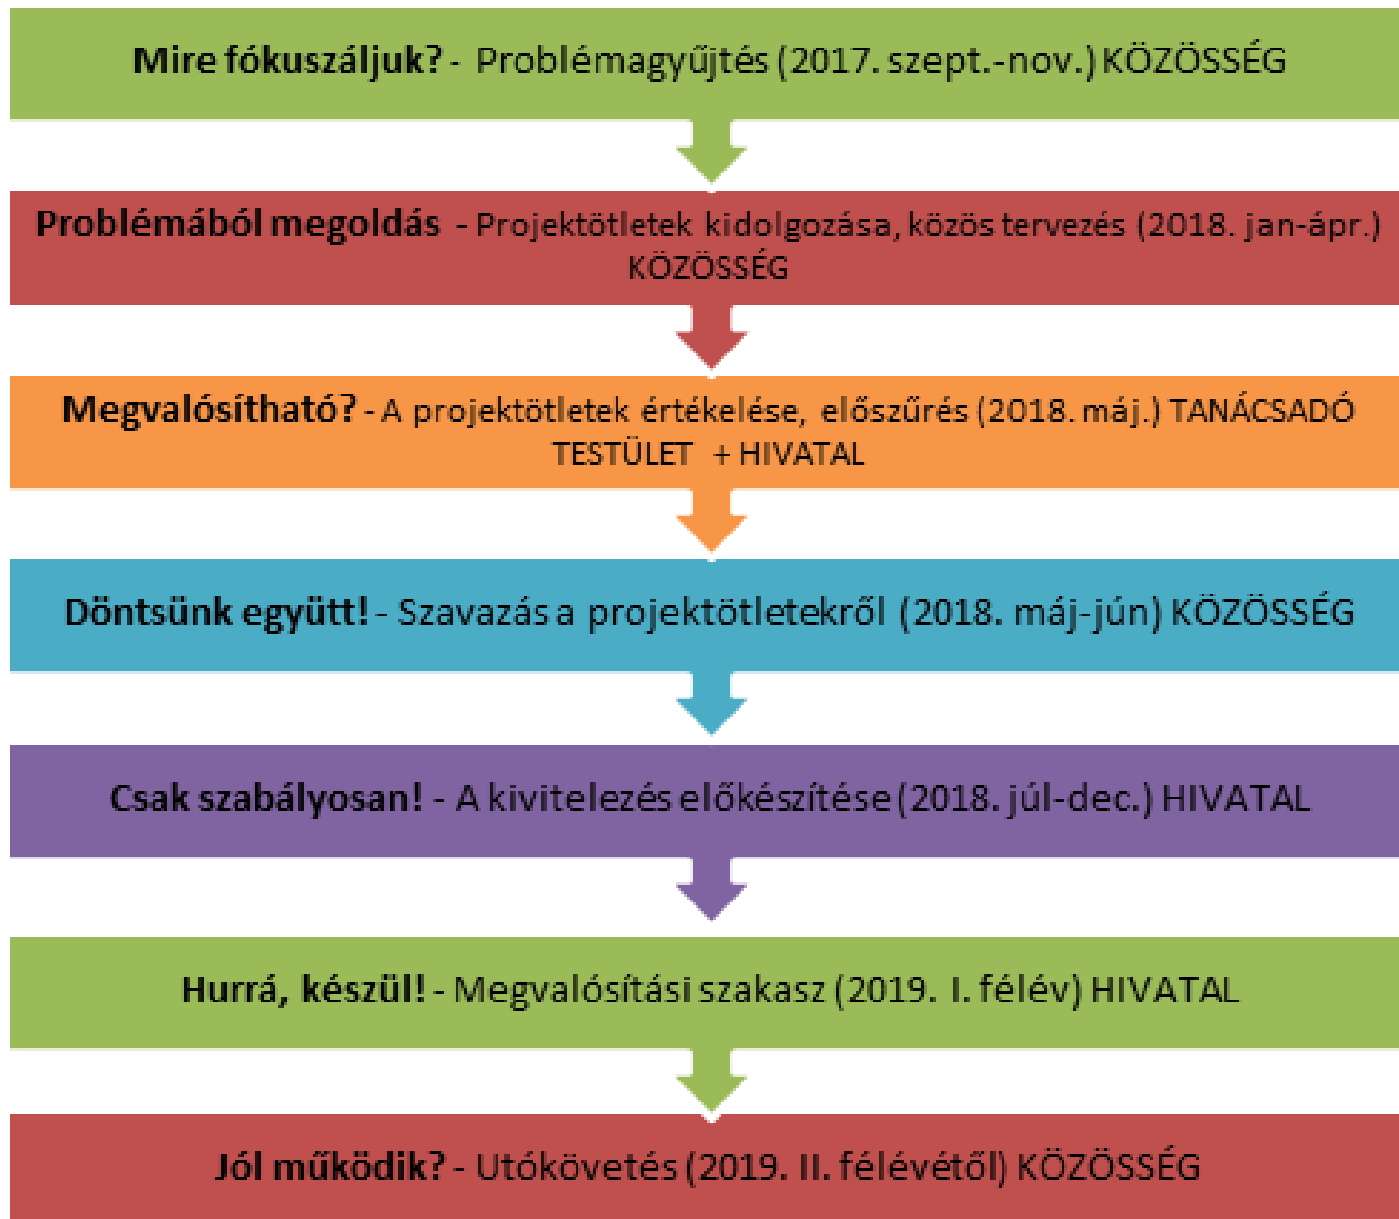 Mire fókuszáljuk? - Problémagyűjtés (2017. szept.-nov.) KÖZÖSSÉG
Problémából megoldás - Projektötletek kidolgozása, közös tervezés (2018. jan-ápr.)
KÖZÖSSÉG
Megvalósítható? - A projektötletek értékelése, előszűrés (2018. máj.) TANÁCSADÓ
TESTÜLET + HIVATAL
Döntsünk együtt! - Szavazás a projektötletekről (2018. máj-jún) KÖZÖSSÉG
Csak szabályosan! - A kivitelezés előkészítése (2018. júl-dec.) HIVATAL
Hurrá, készül! - Megvalósítási szakasz (2019. I. félév) HIVATAL
Jól működik? - Utókövetés (2019. II. félévétől) KÖZÖSSÉG